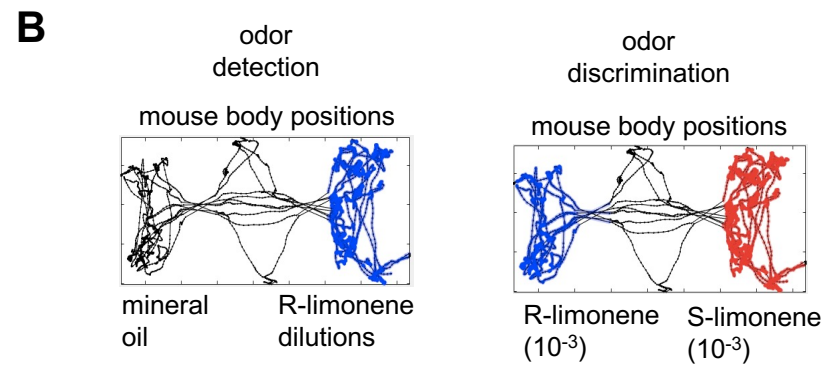 B
odor
detection
mouse body positions
mineral
oil
R-limonene
dilutions
odor
discrimination
mouse body positions
R-limonene
(10⁻³)
S-limonene
(10⁻³)